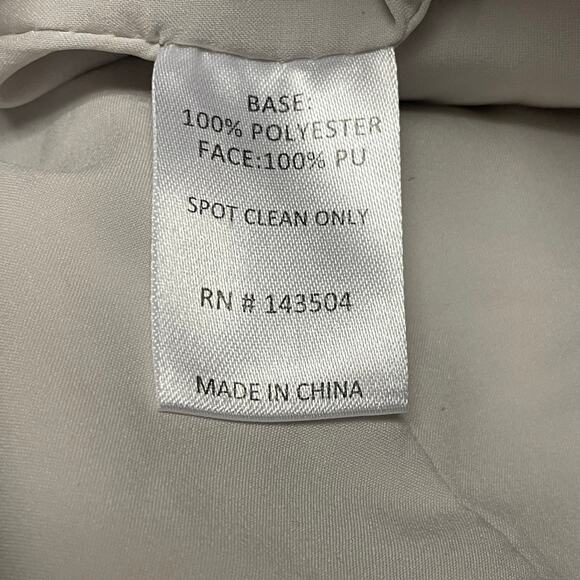 BASE:
100% POLYESTER
FACE:100% PU
SPOT CLEAN ONLY
RN # 143504
MADE IN CHINA